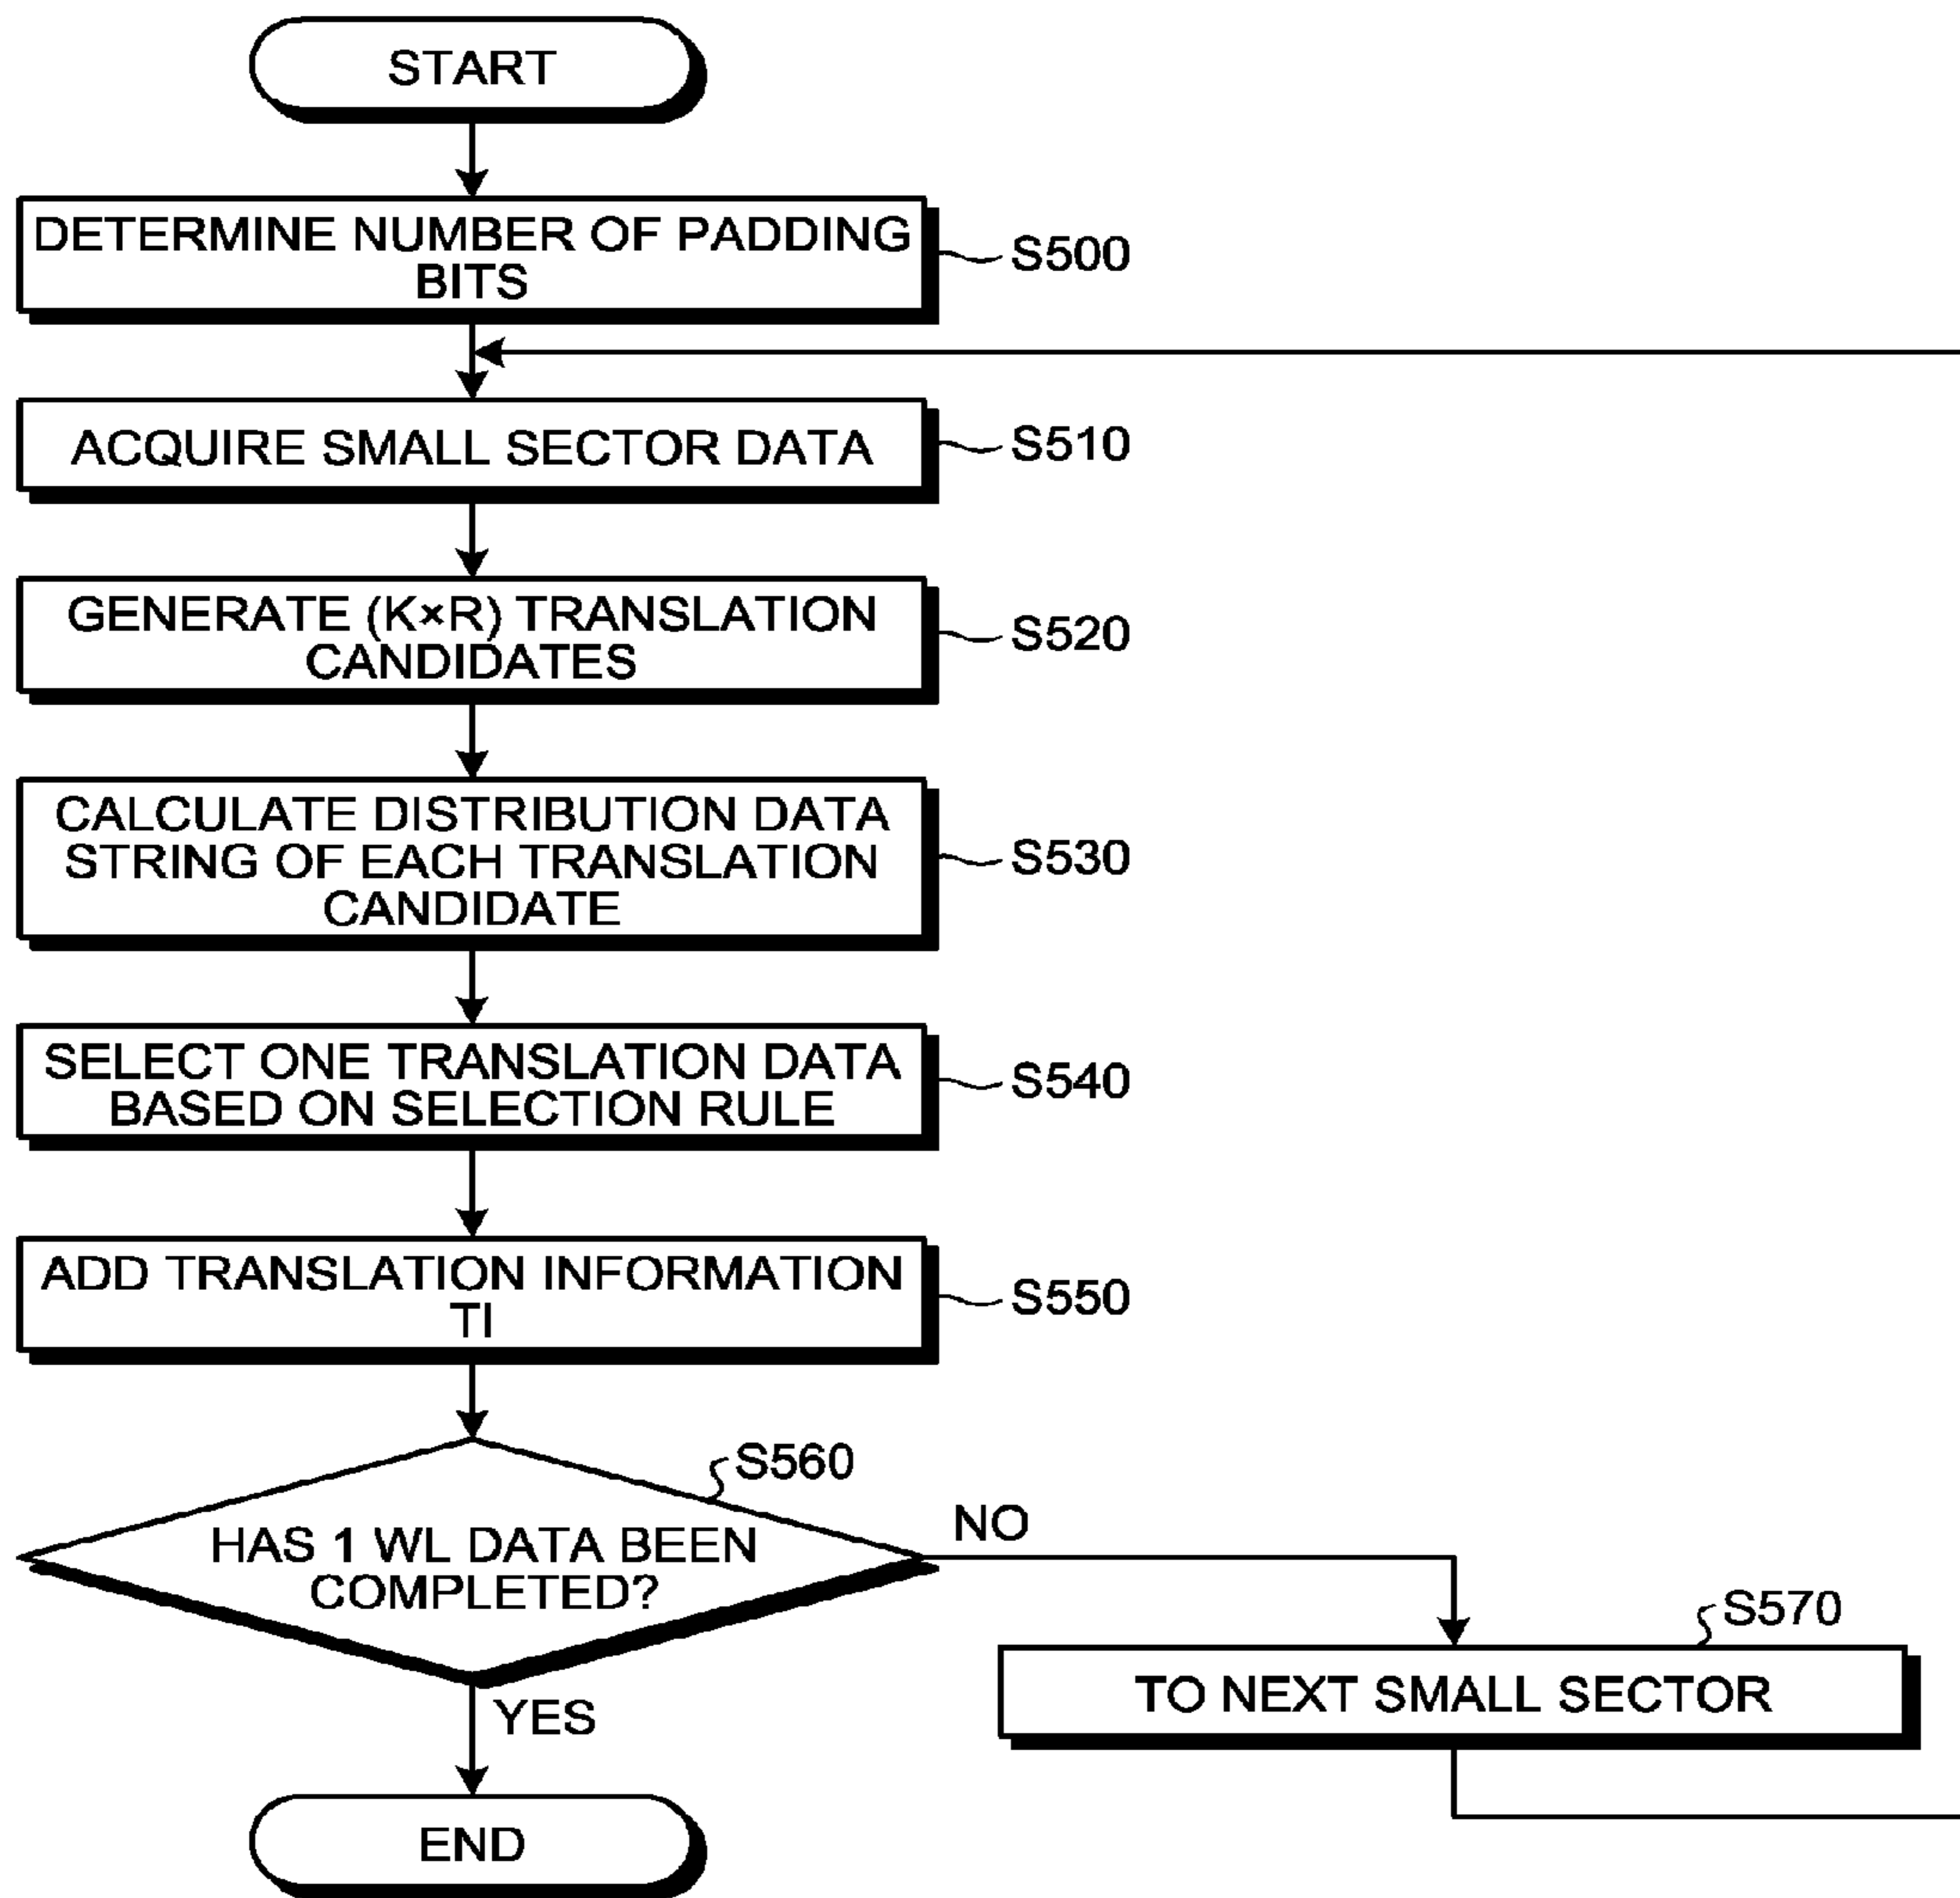 START
DETERMINE NUMBER OF PADDING
BITS
S500
ACQUIRE SMALL SECTOR DATA
S510
GENERATE (K×R) TRANSLATION
CANDIDATES
S520
CALCULATE DISTRIBUTION DATA
STRING OF EACH TRANSLATION
CANDIDATE
S530
SELECT ONE TRANSLATION DATA
BASED ON SELECTION RULE
S540
ADD TRANSLATION INFORMATION
TI
S550
S560
HAS 1 WL DATA BEEN
COMPLETED?
NO
S570
TO NEXT SMALL SECTOR
YES
END